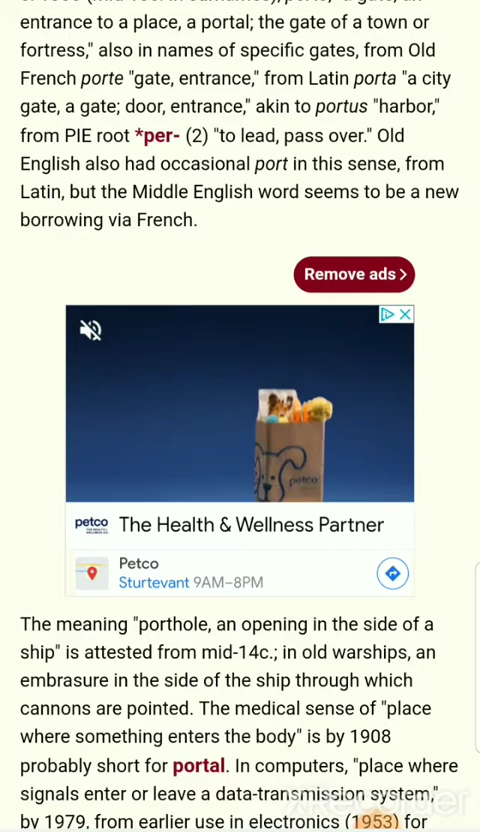 entrance to a place, a portal; the gate of a town or
fortress," also in names of specific gates, from Old
French porte "gate, entrance," from Latin porta "a city
gate, a gate; door, entrance," akin to portus "harbor,"
from PIE root *per- (2) "to lead, pass over." Old
English also had occasional port in this sense, from
Latin, but the Middle English word seems to be a new
borrowing via French.
Remove ads >
petco
petco
The Health & Wellness Partner
Petco
Sturtevant 9AM–8PM
The meaning "porthole, an opening in the side of a
ship" is attested from mid-14c.; in old warships, an
embrasure in the side of the ship through which
cannons are pointed. The medical sense of "place
where something enters the body" is by 1908
probably short for portal. In computers, "place where
signals enter or leave a data-transmission system,"
XRecorder
by 1979, from earlier use in electronics (1953) for